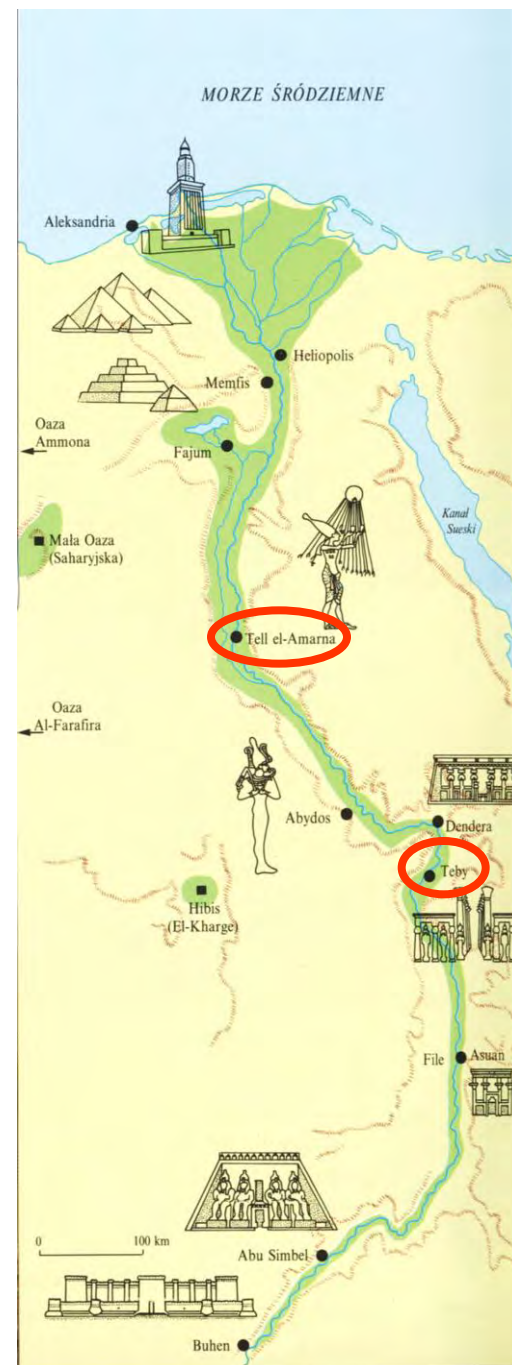 MORZE ŚRÓDZIEMNE
Aleksandria
Heliopolis
Memfis
Oaza
Ammona
Fajum
Kanał
Sueski
Mała Oaza
(Saharyjska)
Tell el-Amarna
Oaza
Al-Farafira
Abydos
Dendera
Teby
Hibis
(El-Kharge)
File
Asuan
0
100 km
Abu Simbel
Buhen